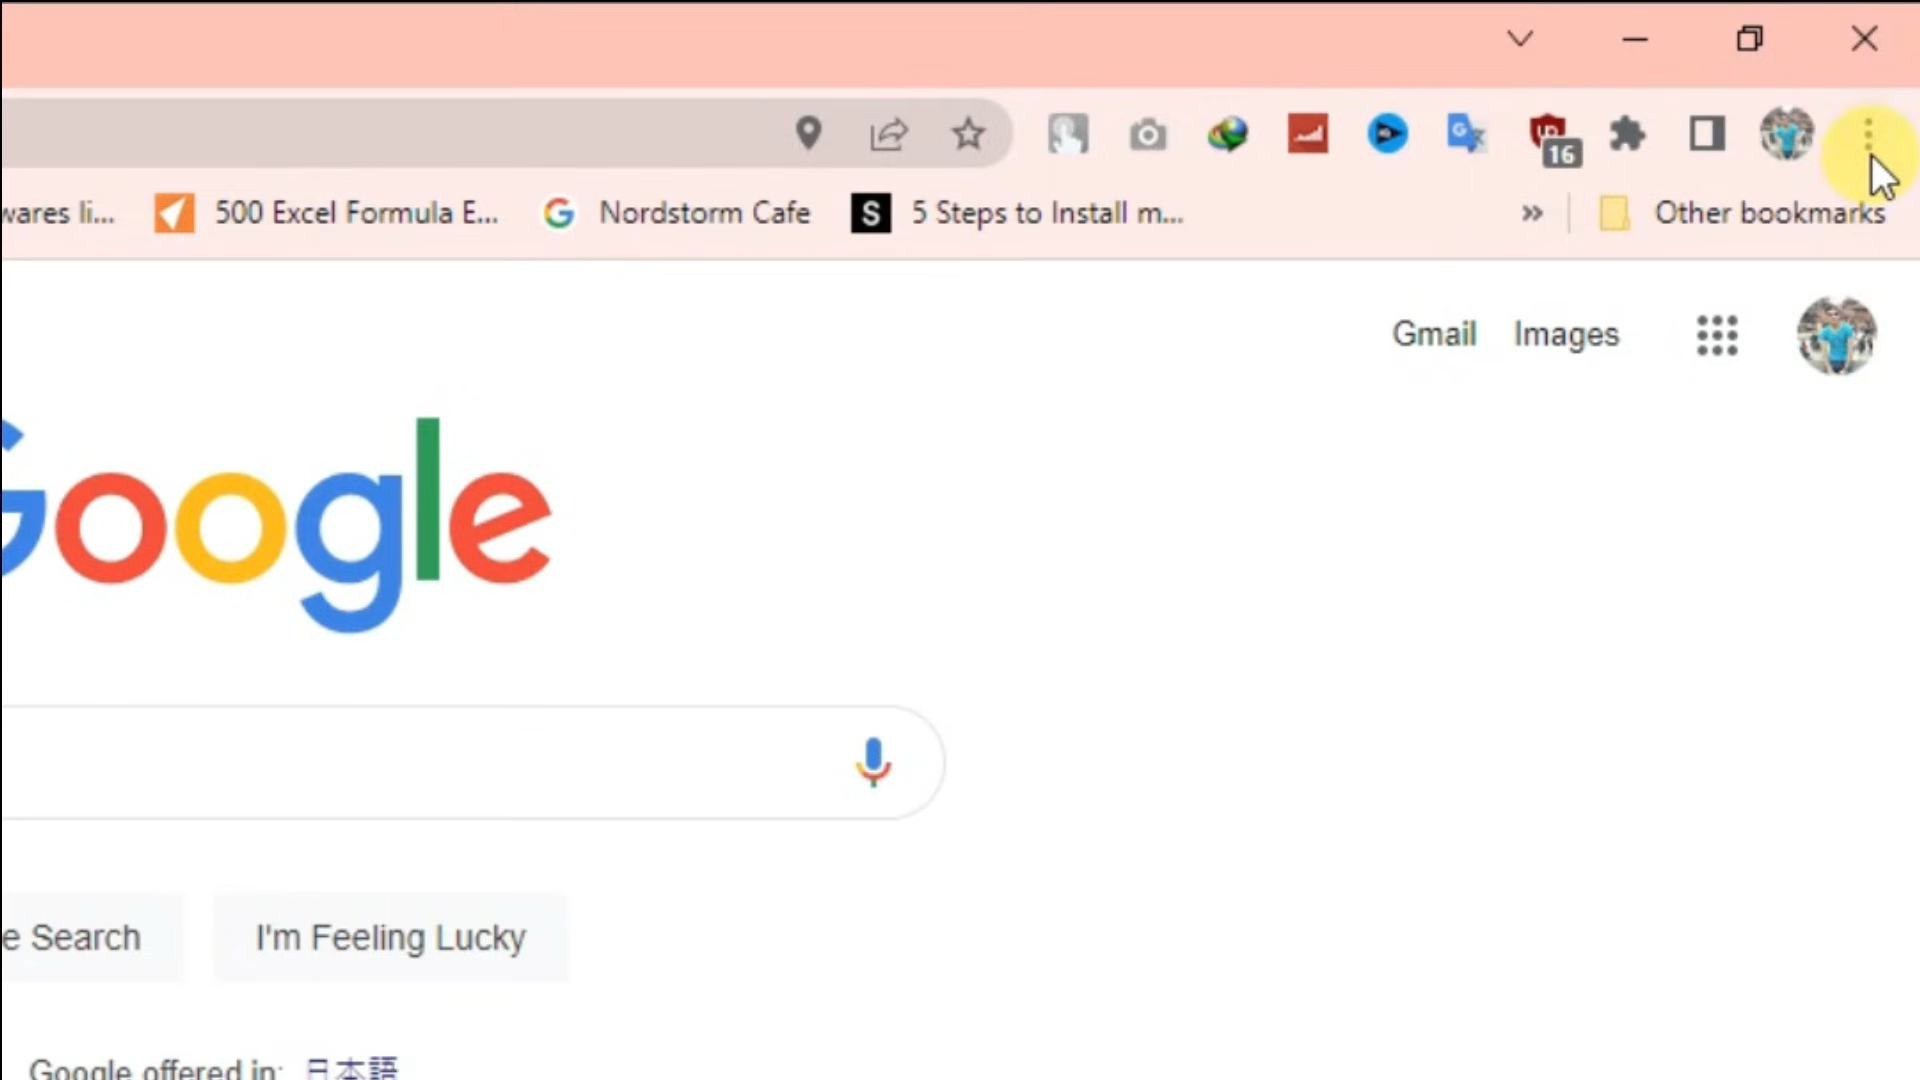 16
wares li... 500 Excel Formula E... Nordstorm Cafe S 5 Steps to Install m... » Other bookmarks
Gmail Images
Google
e Search I'm Feeling Lucky
Google offered in: 日本語